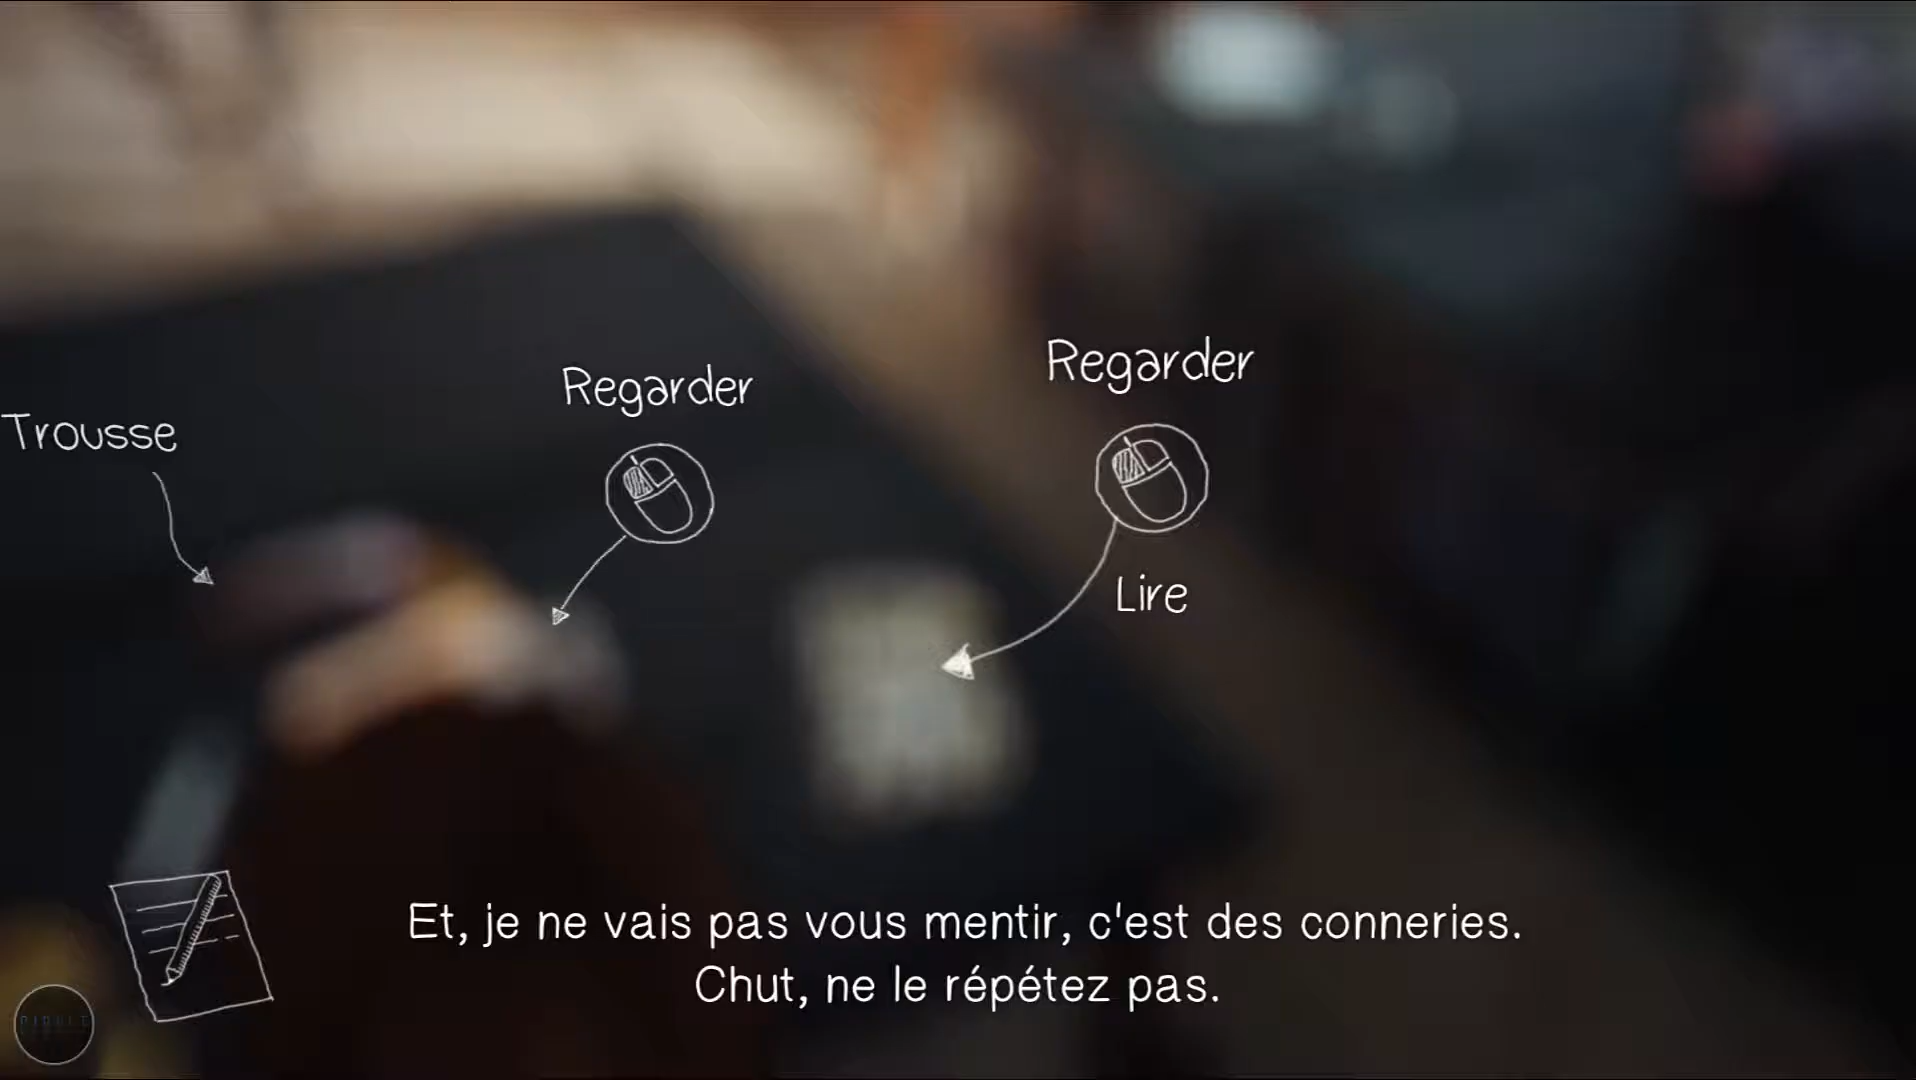 Regarder
Regarder
Trousse
Lire
Et, je ne vais pas vous mentir, c'est des conneries.
Chut, ne le répétez pas.